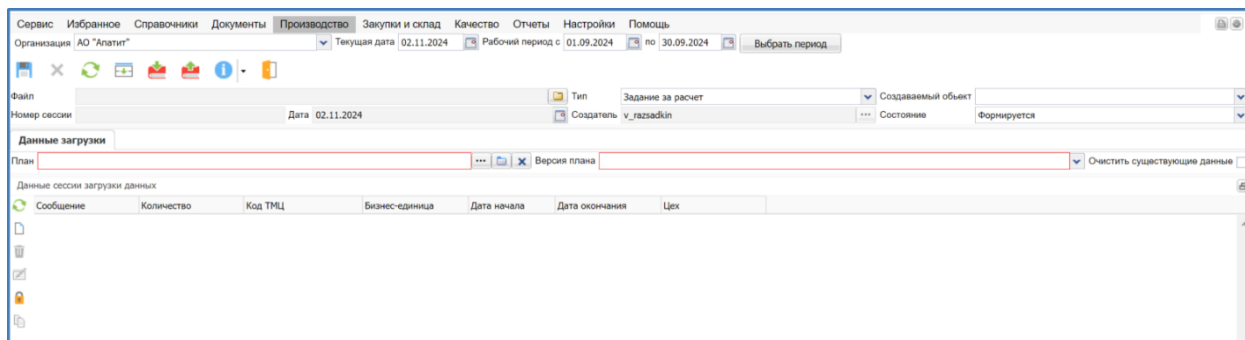 Сервис Избранное Справочники Документы Производство Закупки и склад Качество Отчеты Настройки Помощь
Организация АО "Апатит" Текущая дата 02.11.2024 Рабочий период с 01.09.2024 по 30.09.2024 Выбрать период
Файл Тип Задание за расчет Создаваемый объект
Номер сессии Дата 02.11.2024 Создатель v_razsadkin Состояние Формируется
Данные загрузки
План Версия плана Очистить существующие данные
Данные сессии загрузки данных
Сообщение Количество Код ТМЦ Бизнес-единица Дата начала Дата окончания Цех